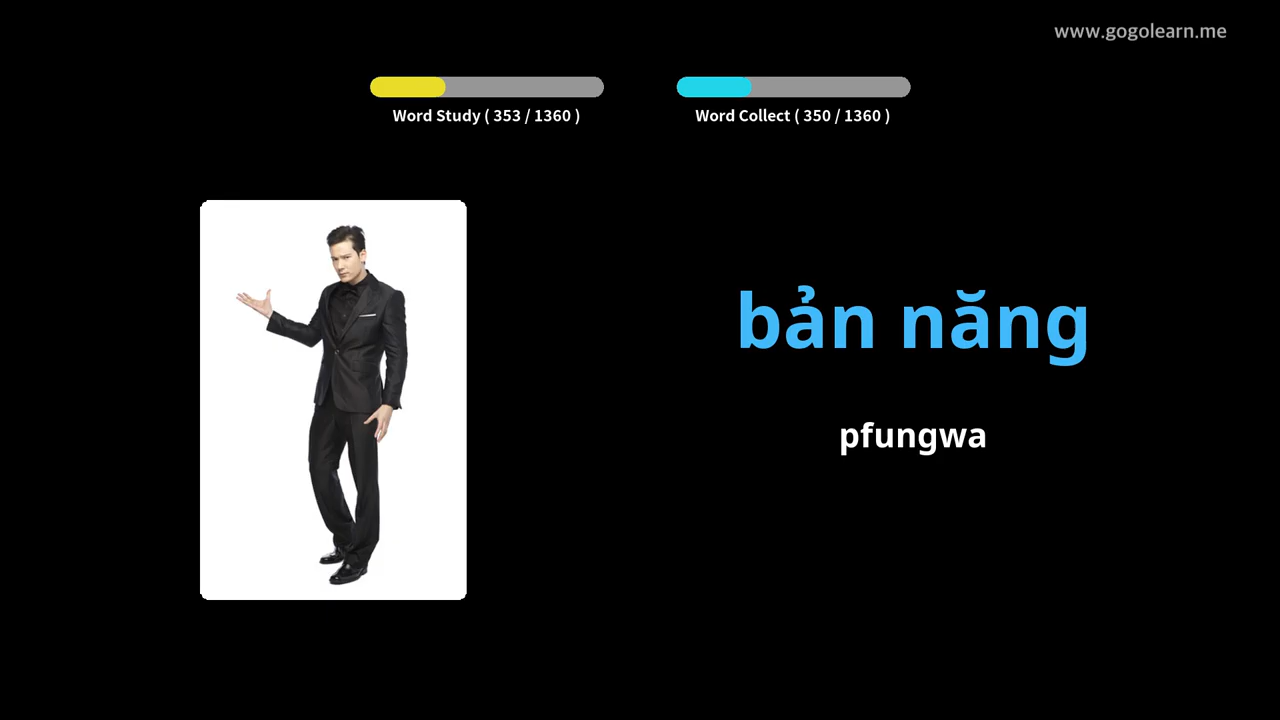 www.gogolearn.me
Word Study ( 353 / 1360 )
Word Collect ( 350 / 1360 )
bản năng
pfungwa